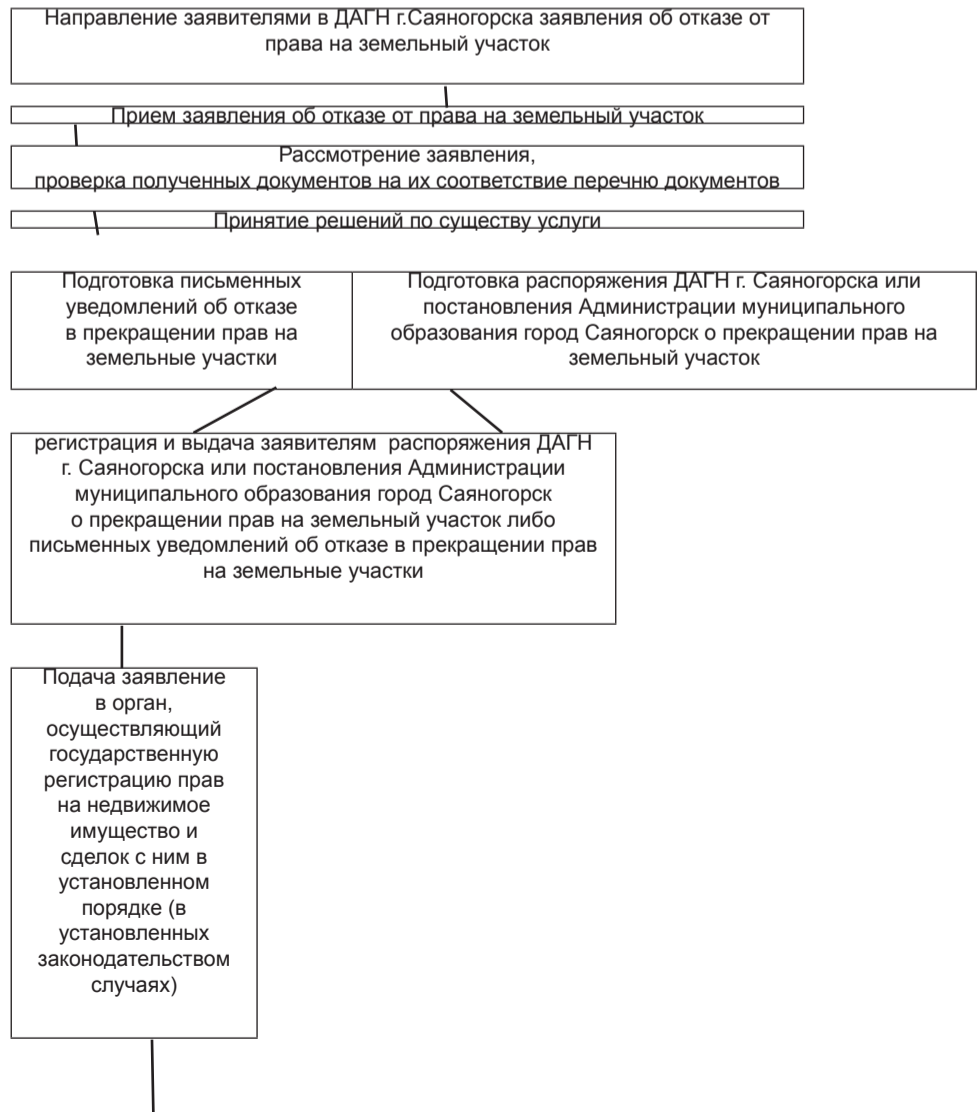 Направление заявителями в ДАГН г.Саяногорска заявления об отказе от
права на земельный участок
Прием заявления об отказе от права на земельный участок
Рассмотрение заявления,
проверка полученных документов на их соответствие перечню документов
Принятие решений по существу услуги
Подготовка письменных
уведомлений об отказе
в прекращении прав на
земельные участки
Подготовка распоряжения ДАГН г. Саяногорска или
постановления Администрации муниципального
образования город Саяногорск о прекращении прав на
земельный участок
регистрация и выдача заявителям распоряжения ДАГН
г. Саяногорска или постановления Администрации
муниципального образования город Саяногорск
о прекращении прав на земельный участок либо
письменных уведомлений об отказе в прекращении прав
на земельные участки
Подача заявление
в орган,
осуществляющий
государственную
регистрацию прав
на недвижимое
имущество и
сделок с ним в
установленном
порядке (в
установленных
законодательством
случаях)